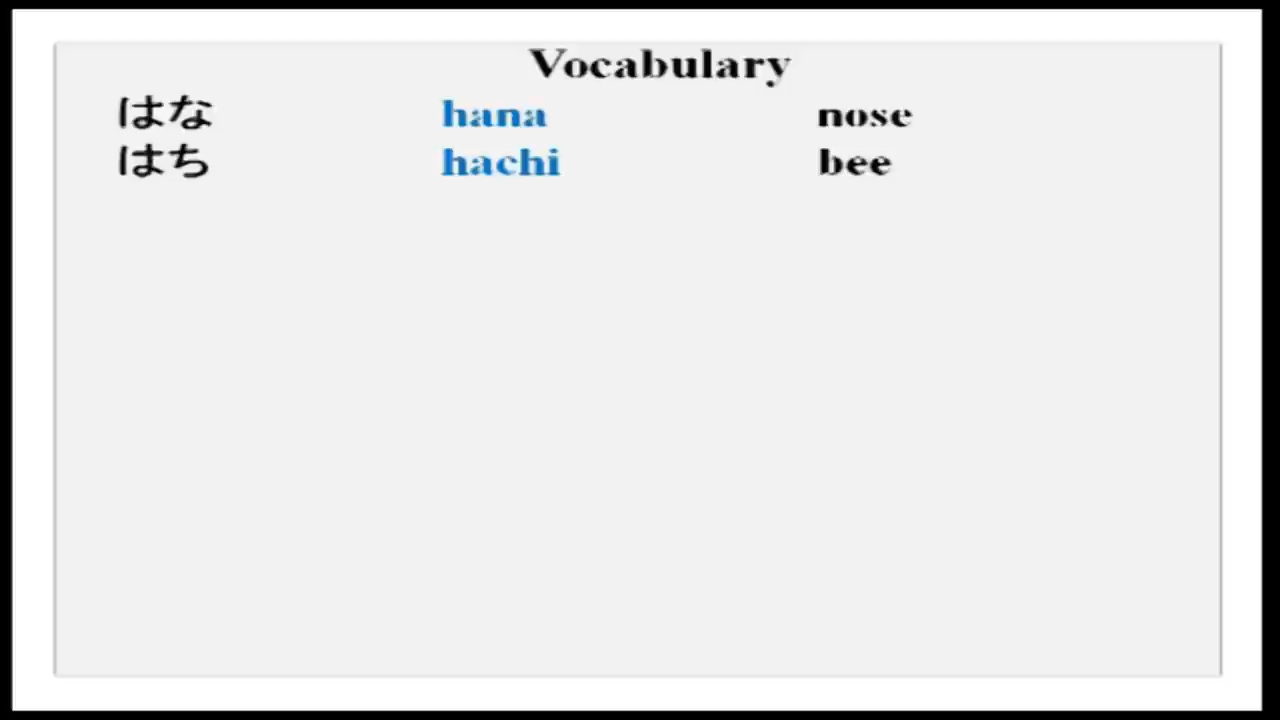 Vocabulary
はな hana nose
はち hachi bee